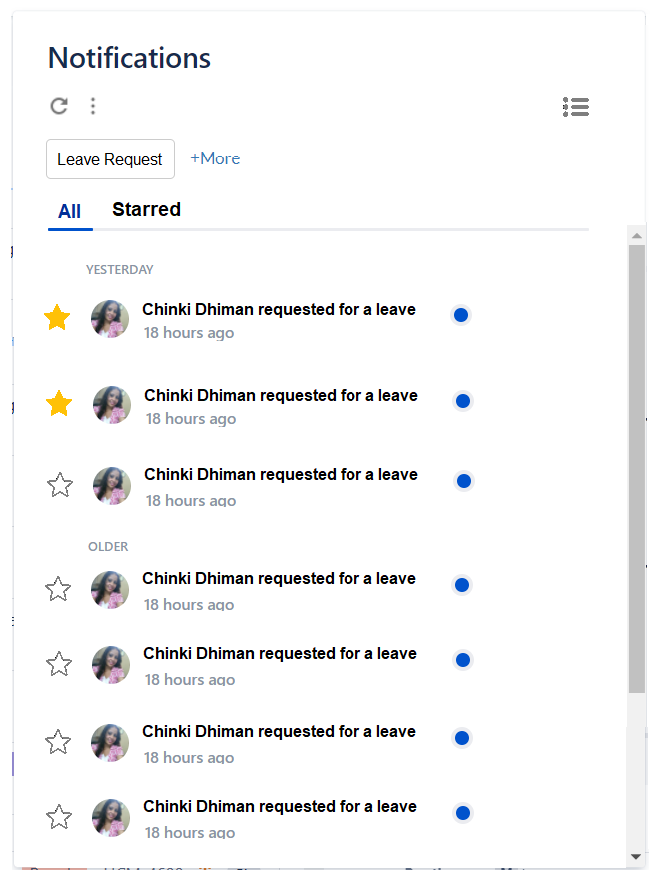 Notifications
Leave Request
+More
All
Starred
YESTERDAY
Chinki Dhiman requested for a leave
18 hours ago
Chinki Dhiman requested for a leave
18 hours ago
Chinki Dhiman requested for a leave
18 hours ago
OLDER
Chinki Dhiman requested for a leave
18 hours ago
Chinki Dhiman requested for a leave
18 hours ago
Chinki Dhiman requested for a leave
18 hours ago
Chinki Dhiman requested for a leave
18 hours ago